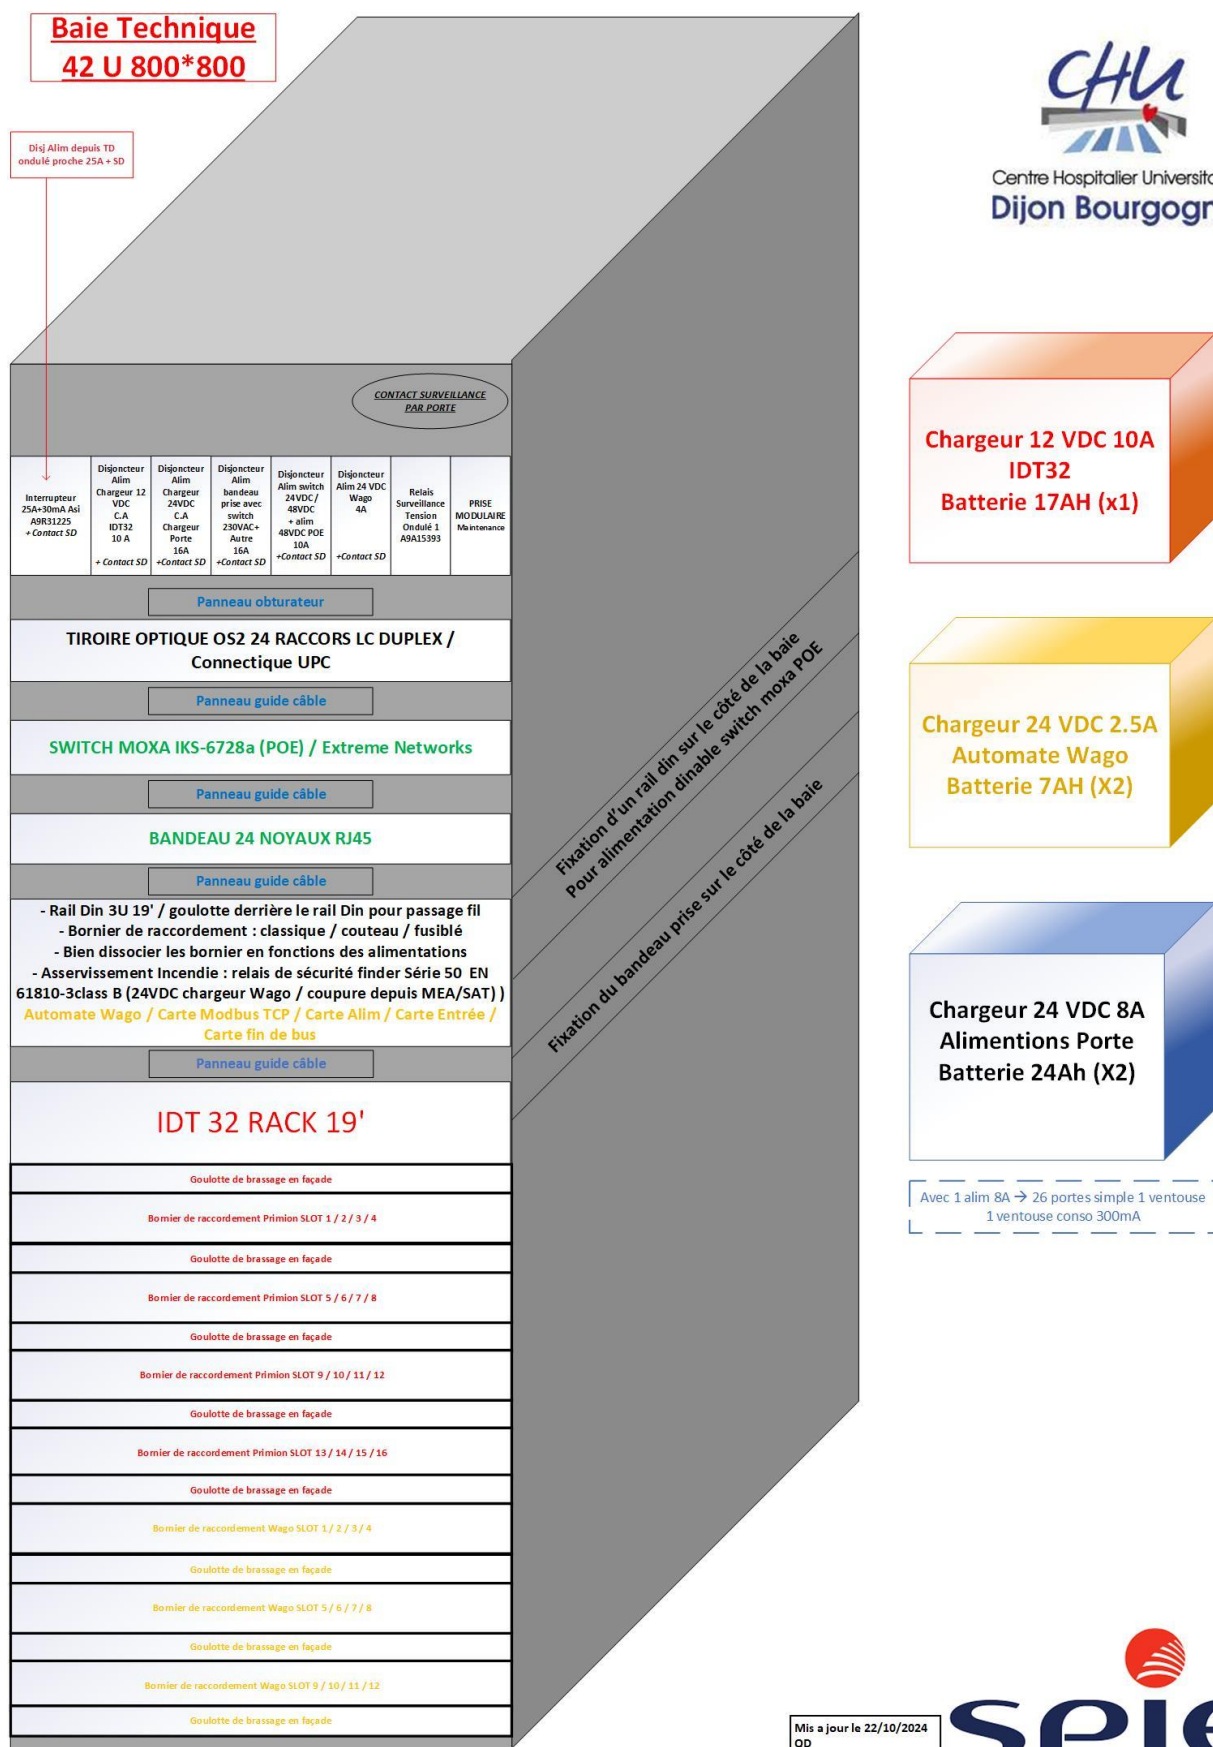 Baie Technique
42 U 800*800
Disj Alim depuis TD
ondulé proche 25A + SD
CHU
Centre Hospitalier Universita
Dijon Bourgogn
CONTACT SURVEILLANCE
PAR PORTE
Interrupteur
25A+30mA Asi
A9R31225
+ Contact SD
Disjoncteur
Alim
Chargeur 12
VDC
C.A
IDT32
10 A
+ Contact SD
Disjoncteur
Alim
Chargeur
24VDC
C.A
Chargeur
Porte
16A
+Contact SD
Disjoncteur
Alim
bandeau
prise avec
switch
230VAC+
Autre
16A
+Contact SD
Disjoncteur
Alim switch
24VDC /
48VDC
+ alim
48VDC POE
10A
+Contact SD
Disjoncteur
Alim 24 VDC
Wago
4A
+Contact SD
Relais
Surveillance
Tension
Ondulé 1
A9A15393
PRISE
MODULAIRE
Maintenance
Panneau obturateur
TIROIRE OPTIQUE OS2 24 RACCORS LC DUPLEX /
Connectique UPC
Panneau guide câble
SWITCH MOXA IKS-6728a (POE) / Extreme Networks
Panneau guide câble
BANDEAU 24 NOYAUX RJ45
Panneau guide câble
- Rail Din 3U 19' / goulotte derrière le rail Din pour passage fil
- Bornier de raccordement : classique / couteau / fusiblé
- Bien dissocier les bornier en fonctions des alimentations
- Asservissement Incendie : relais de sécurité finder Série 50 EN
61810-3class B (24VDC chargeur Wago / coupure depuis MEA/SAT) )
Automate Wago / Carte Modbus TCP / Carte Alim / Carte Entrée /
Carte fin de bus
Panneau guide câble
IDT 32 RACK 19'
Goulotte de brassage en façade
Bornier de raccordement Primion SLOT 1 / 2 / 3 / 4
Goulotte de brassage en façade
Bornier de raccordement Primion SLOT 5 / 6 / 7 / 8
Goulotte de brassage en façade
Bornier de raccordement Primion SLOT 9 / 10 / 11 / 12
Goulotte de brassage en façade
Bornier de raccordement Primion SLOT 13 / 14 / 15 / 16
Goulotte de brassage en façade
Bornier de raccordement Wago SLOT 1 / 2 / 3 / 4
Goulotte de brassage en façade
Bornier de raccordement Wago SLOT 5 / 6 / 7 / 8
Goulotte de brassage en façade
Bornier de raccordement Wago SLOT 9 / 10 / 11 / 12
Goulotte de brassage en façade
Fixation d'un rail din sur le côté de la baie
Pour alimentation dinable switch moxa POE
Fixation du bandeau prise sur le côté de la baie
Chargeur 12 VDC 10A
IDT32
Batterie 17AH (x1)
Chargeur 24 VDC 2.5A
Automate Wago
Batterie 7AH (X2)
Chargeur 24 VDC 8A
Alimentions Porte
Batterie 24Ah (X2)
Avec 1 alim 8A → 26 portes simple 1 ventouse
1 ventouse conso 300mA
Mis a jour le 22/10/2024
OD
SPIE